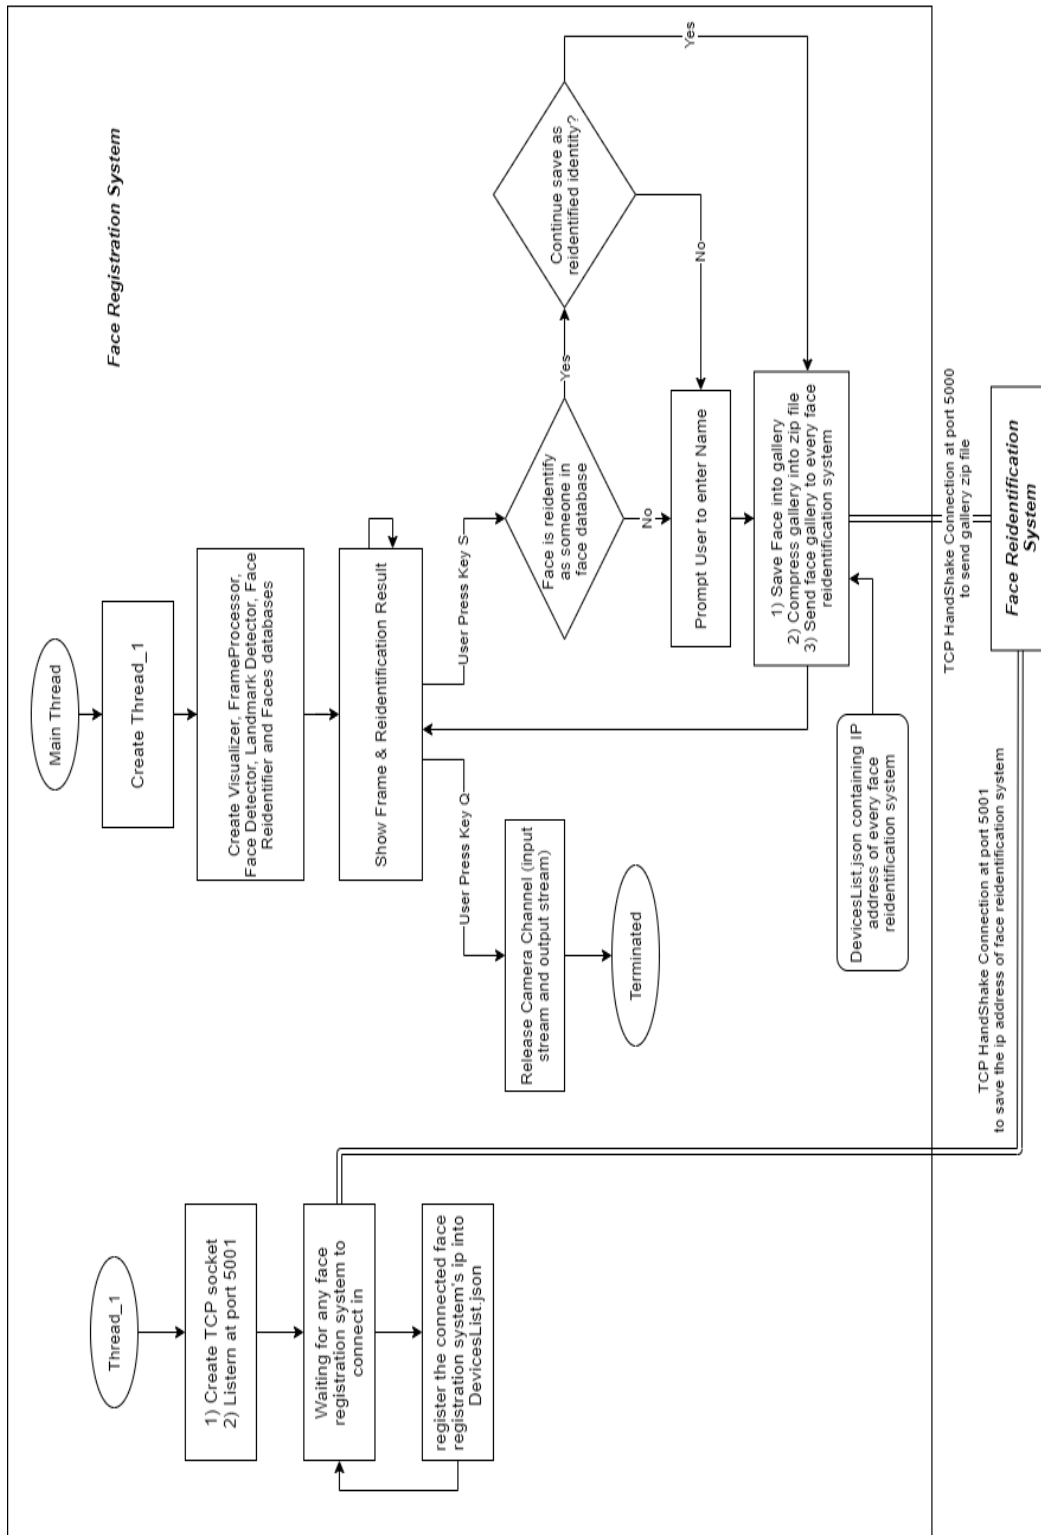 Face Registration System
Thread_1
1) Create TCP socket
2) Listern at port 5001
Waiting for any face
registration system to
connect in
register the connected face
registration system's ip into
DevicesList.json
Main Thread
Create Thread_1
Create Visualizer, FrameProcessor,
Face Detector, Landmark Detector, Face
Reidentifier and Faces databases
Show Frame & Reidentification Result
User Press Key Q
User Press Key S
Release Camera Channel (input
stream and output stream)
Terminated
Face is reidentify
as someone in
face database
Yes
No
Continue save as
reidentified identity?
Yes
No
Prompt User to enter Name
1) Save Face into gallery
2) Compress gallery into zip file
3) Send face gallery to every face
reidentification system
DevicesList.json containing IP
address of every face
reidentification system
TCP HandShake Connection at port 5001
to save the ip address of face reidentification system
TCP HandShake Connection at port 5000
to send gallery zip file
Face Reidentification
System